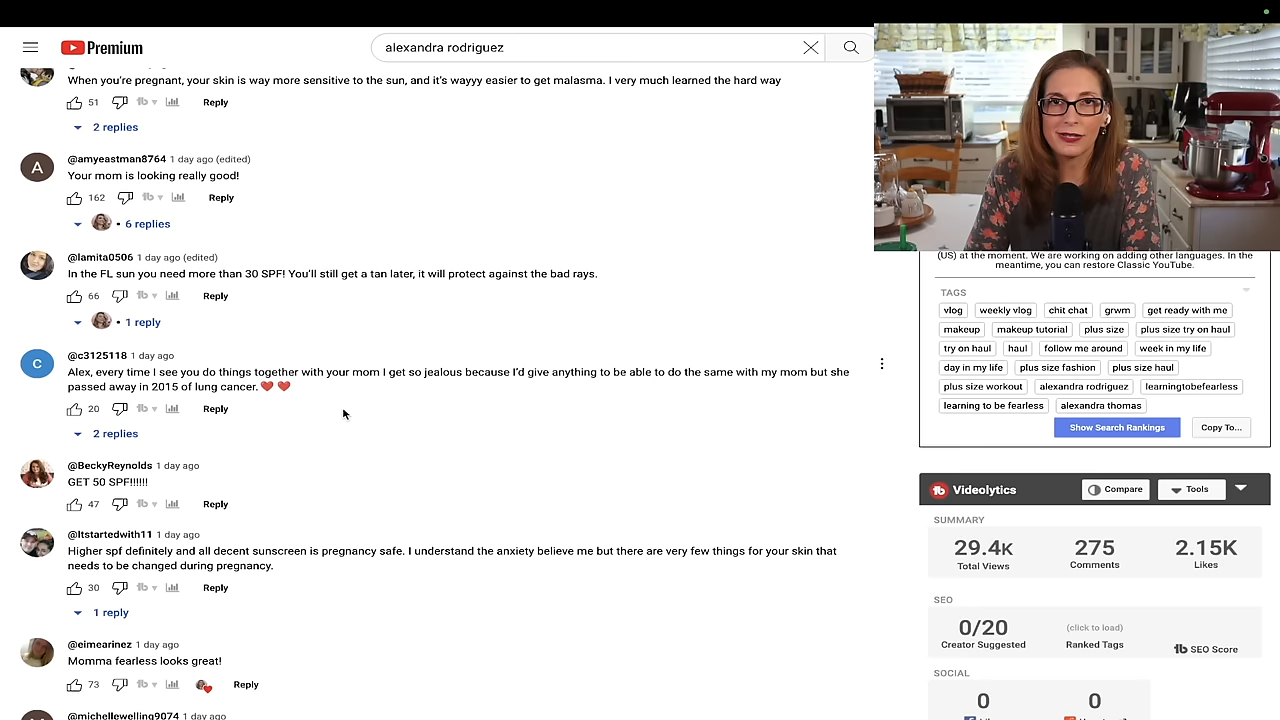 Premium
alexandra rodriguez
When you're pregnant, your skin is way more sensitive to the sun, and it's wayyy easier to get malasma. I very much learned the hard way
51 Reply
2 replies
A
@amyeastman8764 1 day ago (edited)
Your mom is looking really good!
162 Reply
• 6 replies
@lamita0506 1 day ago (edited)
In the FL sun you need more than 30 SPF! You'll still get a tan later, it will protect against the bad rays.
66 Reply
• 1 reply
C
@c3125118 1 day ago
Alex, every time I see you do things together with your mom I get so jealous because I'd give anything to be able to do the same with my mom but she
passed away in 2015 of lung cancer. ❤️ ❤️
20 Reply
2 replies
@BeckyReynolds 1 day ago
GET 50 SPF!!!!!!
47 Reply
@Itstartedwith11 1 day ago
Higher spf definitely and all decent sunscreen is pregnancy safe. I understand the anxiety believe me but there are very few things for your skin that
needs to be changed during pregnancy.
30 Reply
1 reply
@eimearinez 1 day ago
Momma fearless looks great!
73 Reply
@michellewelling9074 1 day ago
(US) at the moment. We are working on adding other languages. In the
meantime, you can restore Classic YouTube.
TAGS
vlog weekly vlog chit chat grwm get ready with me
makeup makeup tutorial plus size plus size try on haul
try on haul haul follow me around week in my life
day in my life plus size fashion plus size haul
plus size workout alexandra rodriguez learningtobefearless
learning to be fearless alexandra thomas
Show Search Rankings Copy To...
tb Videolytics Compare Tools
SUMMARY
29.4K 275 2.15K
Total Views Comments Likes
SEO
0/20 (click to load)
Creator Suggested Ranked Tags tb SEO Score
SOCIAL
0 0